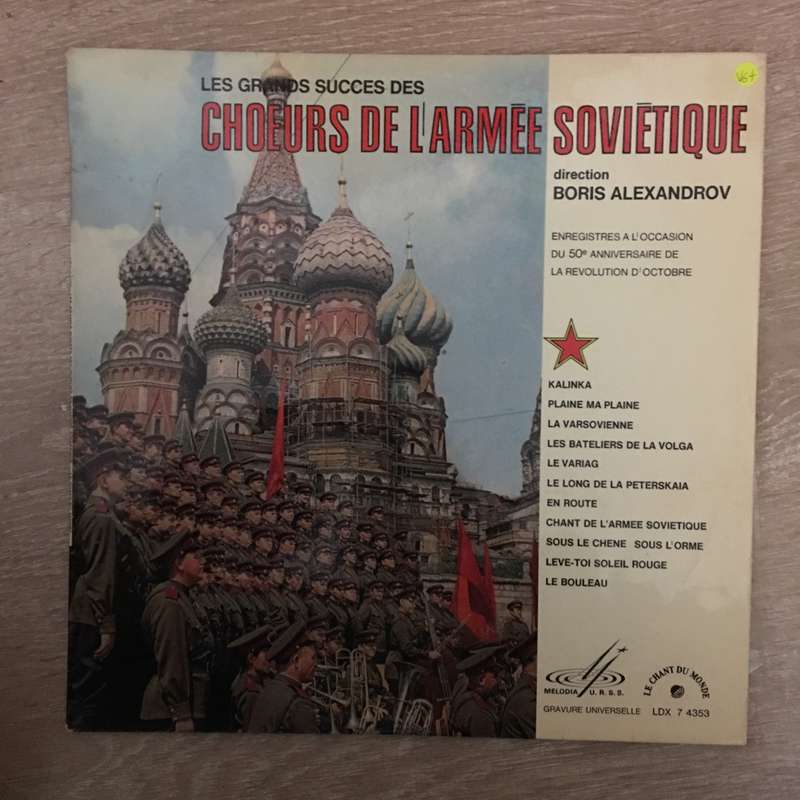 VG+
LES GRANDS SUCCES DES
CHOEURS DE L'ARMÉE SOVIÉTIQUE
direction
BORIS ALEXANDROV
ENREGISTRES A L'OCCASION
DU 50e ANNIVERSAIRE DE
LA REVOLUTION D'OCTOBRE
KALINKA
PLAINE MA PLAINE
LA VARSOVIENNE
LES BATELIERS DE LA VOLGA
LE VARIAG
LE LONG DE LA PETERSKAIA
EN ROUTE
CHANT DE L'ARMEE SOVIETIQUE
SOUS LE CHENE SOUS L'ORME
LEVE-TOI SOLEIL ROUGE
LE BOULEAU
MELODIA U.R.S.S.
LE CHANT DU MONDE
GRAVURE UNIVERSELLE LDX 7 4353